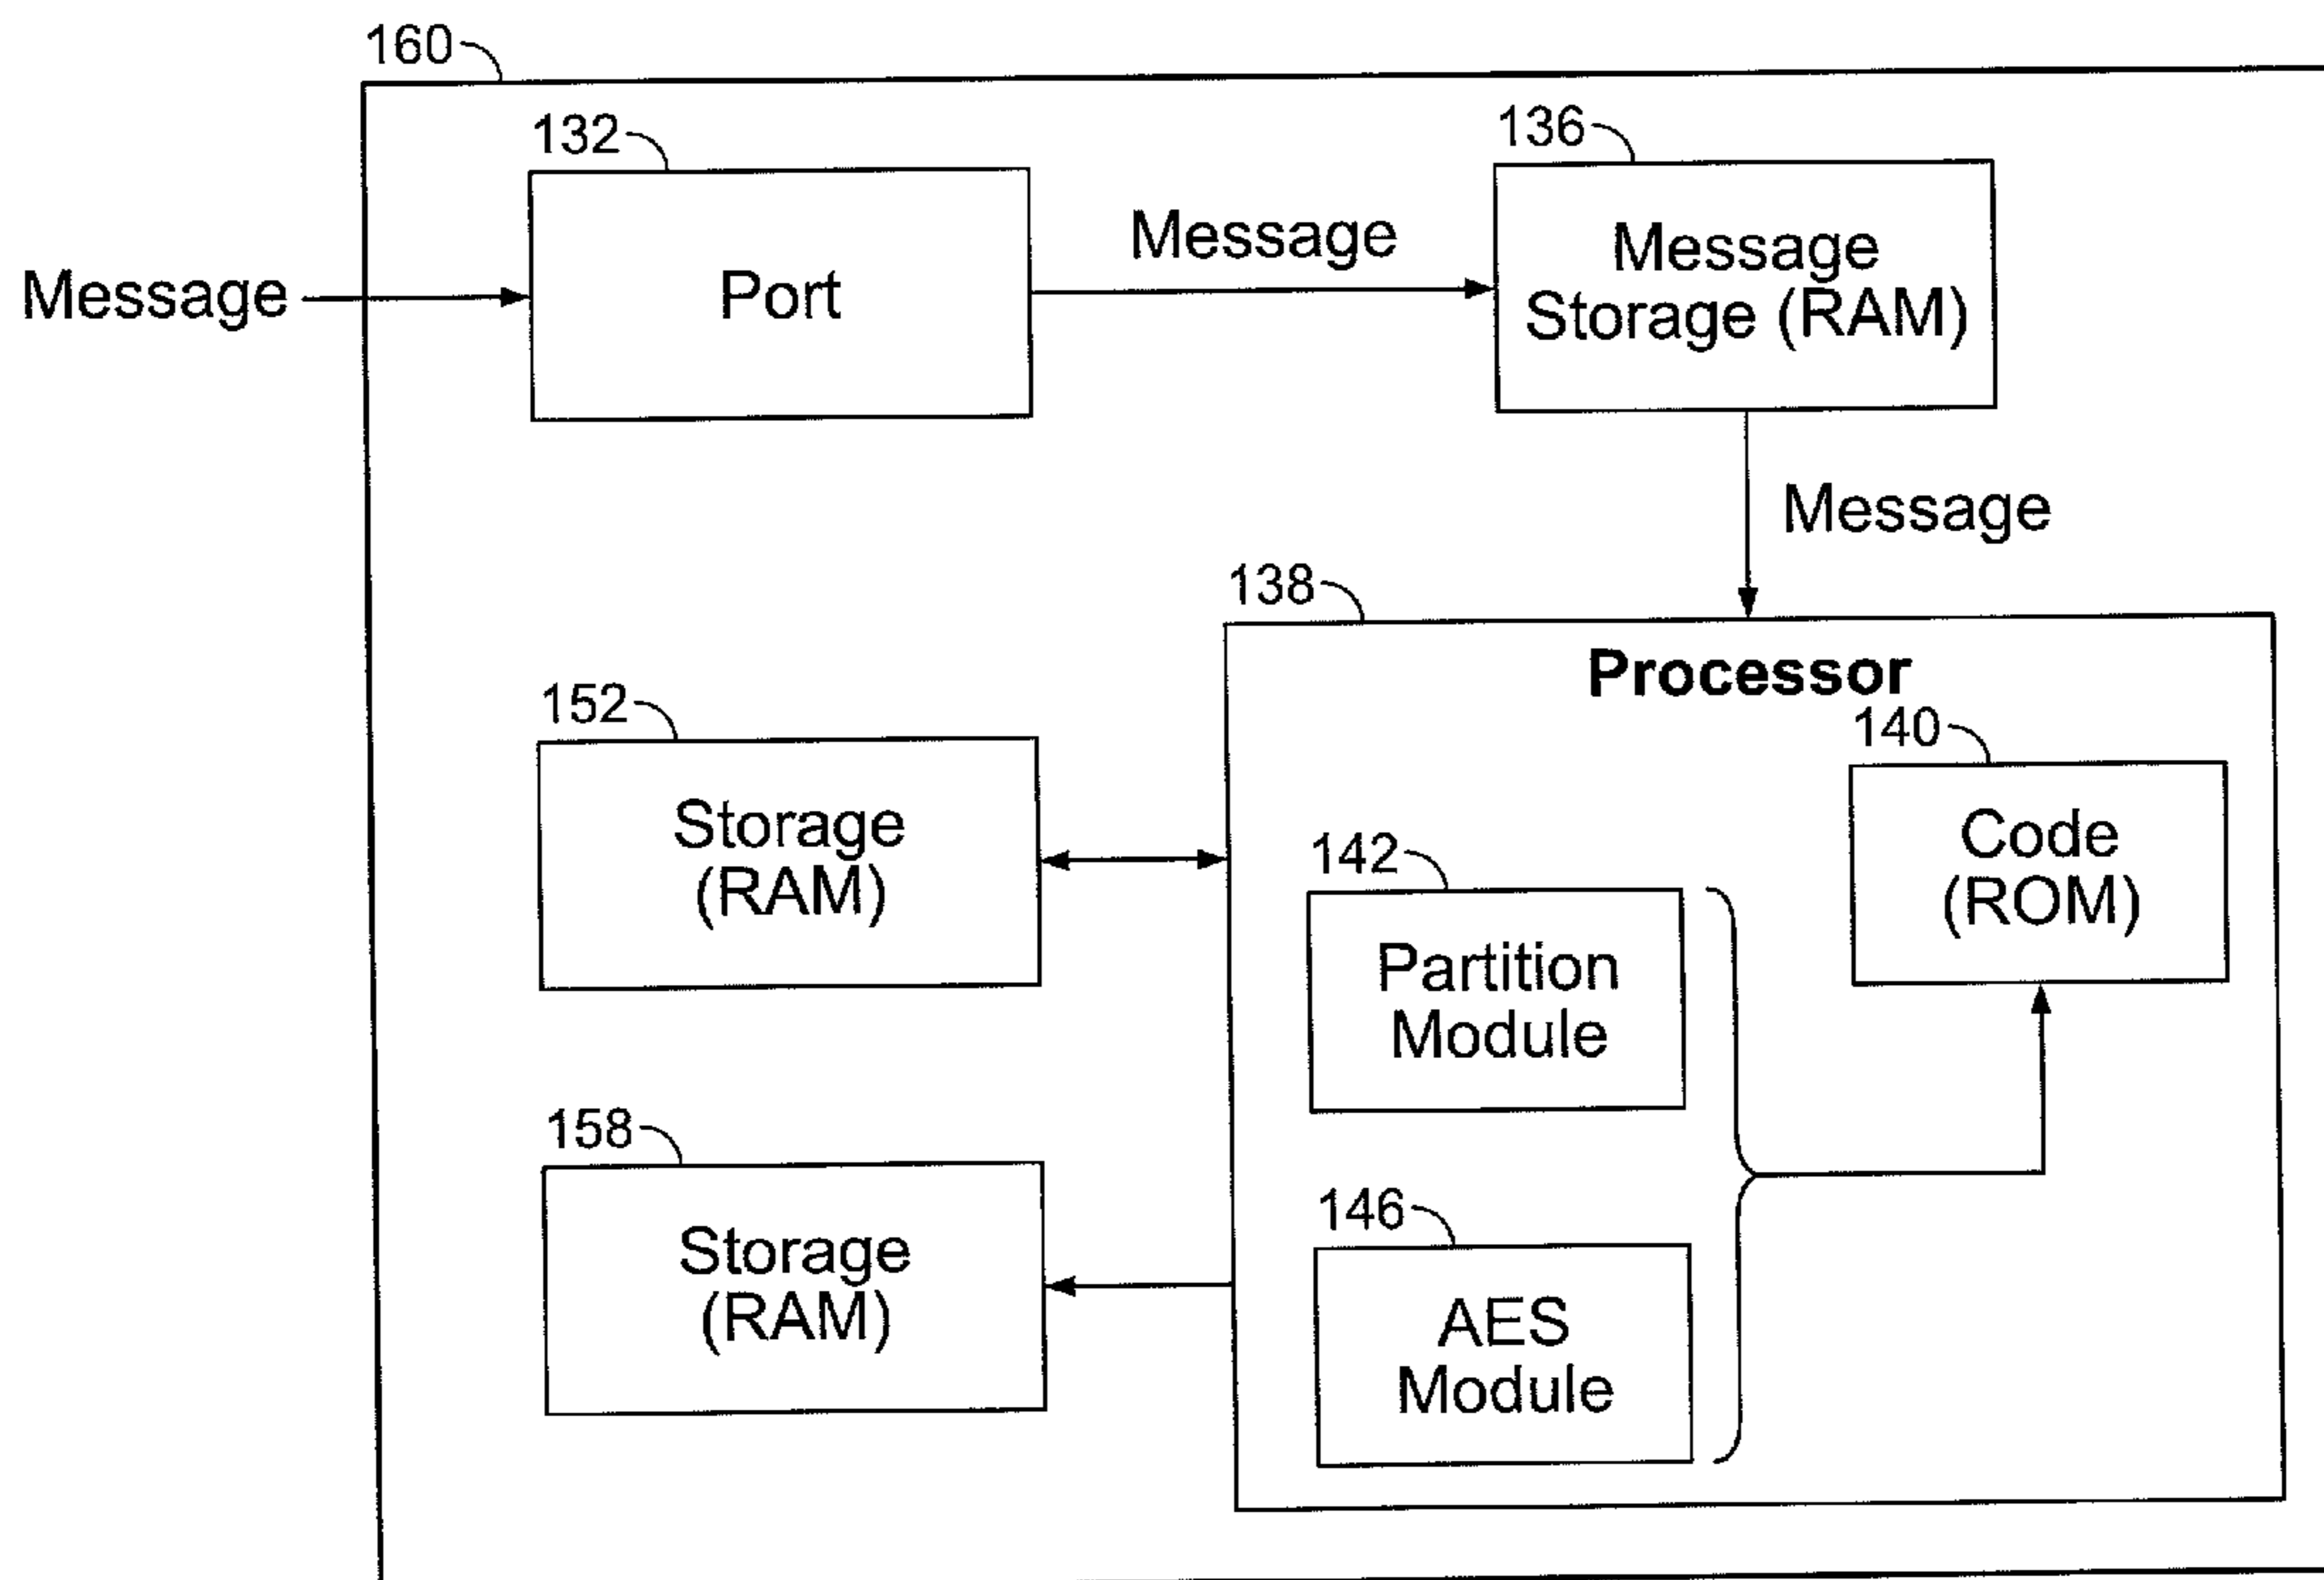 160
132
136
Message
Port
Message
Message
Storage (RAM)
Message
138
Processor
152
140
Storage
(RAM)
Code
(ROM)
142
Partition
Module
158
Storage
(RAM)
146
AES
Module